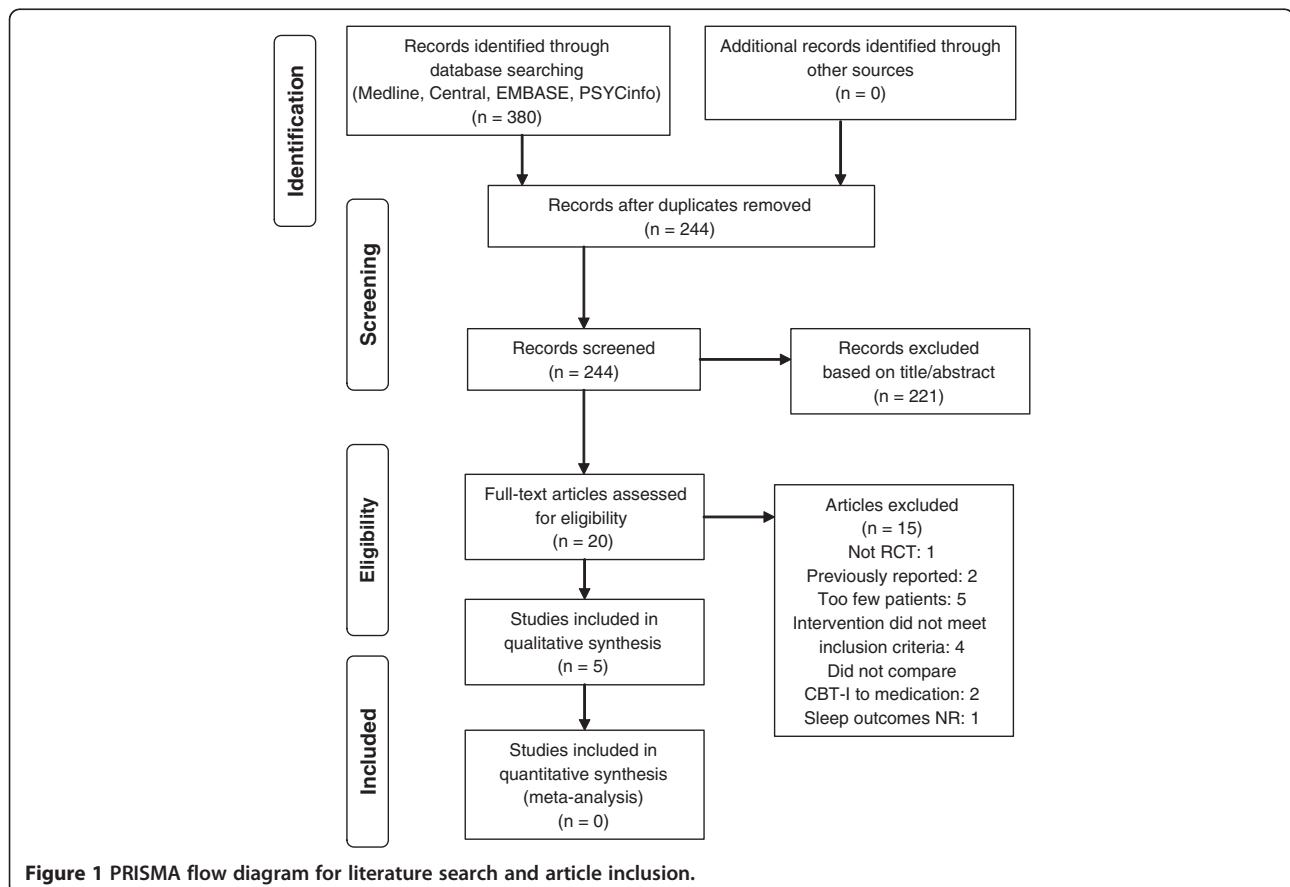 Identification
Records identified through
database searching
(Medline, Central, EMBASE, PSYCinfo)
(n = 380)
Additional records identified through
other sources
(n = 0)
Screening
Records after duplicates removed
(n = 244)
Records screened
(n = 244)
Records excluded
based on title/abstract
(n = 221)
Eligibility
Full-text articles assessed
for eligibility
(n = 20)
Articles excluded
(n = 15)
Not RCT: 1
Previously reported: 2
Too few patients: 5
Intervention did not meet
inclusion criteria: 4
Did not compare
CBT-I to medication: 2
Sleep outcomes NR: 1
Studies included in
qualitative synthesis
(n = 5)
Included
Studies included in
quantitative synthesis
(meta-analysis)
(n = 0)
Figure 1 PRISMA flow diagram for literature search and article inclusion.